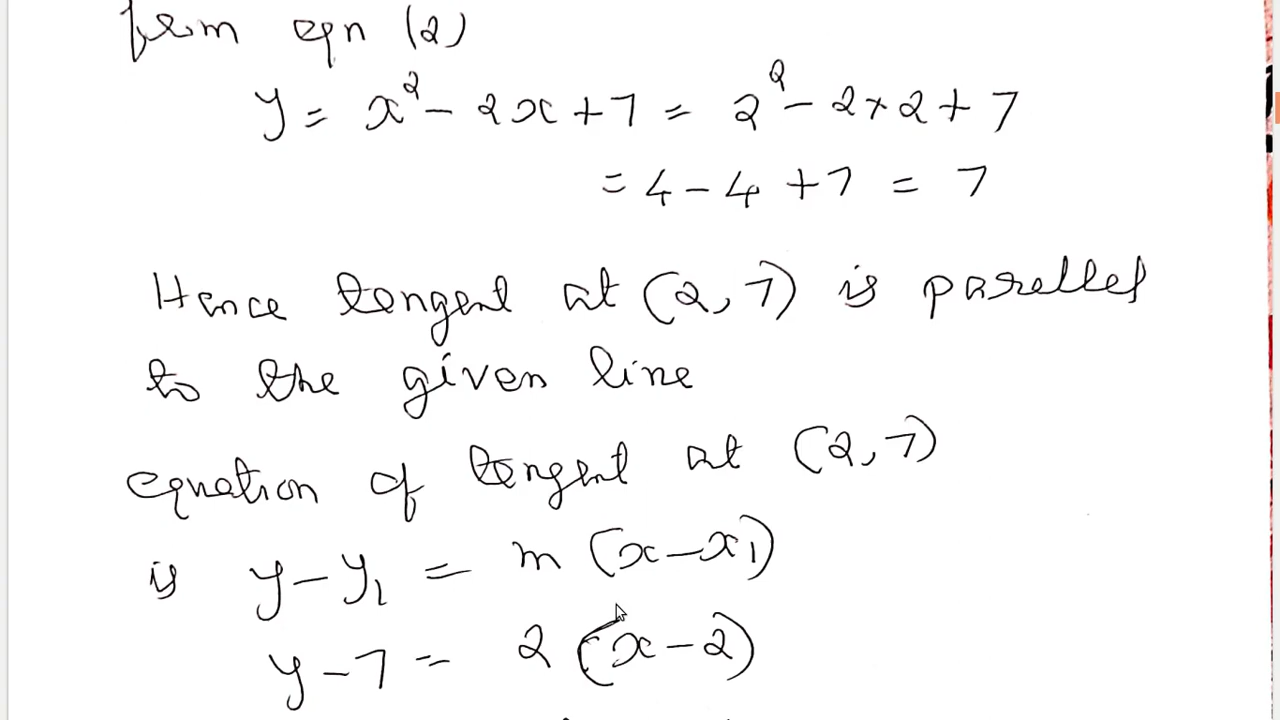 from eqn (2)
y = x² - 2x + 7 = 2² - 2×2 + 7
= 4 - 4 + 7 = 7
Hence tangent at (2, 7) is parallel
to the given line
equation of tangent at (2, 7)
is y - y₁ = m (x - x₁)
y - 7 = 2 (x - 2)